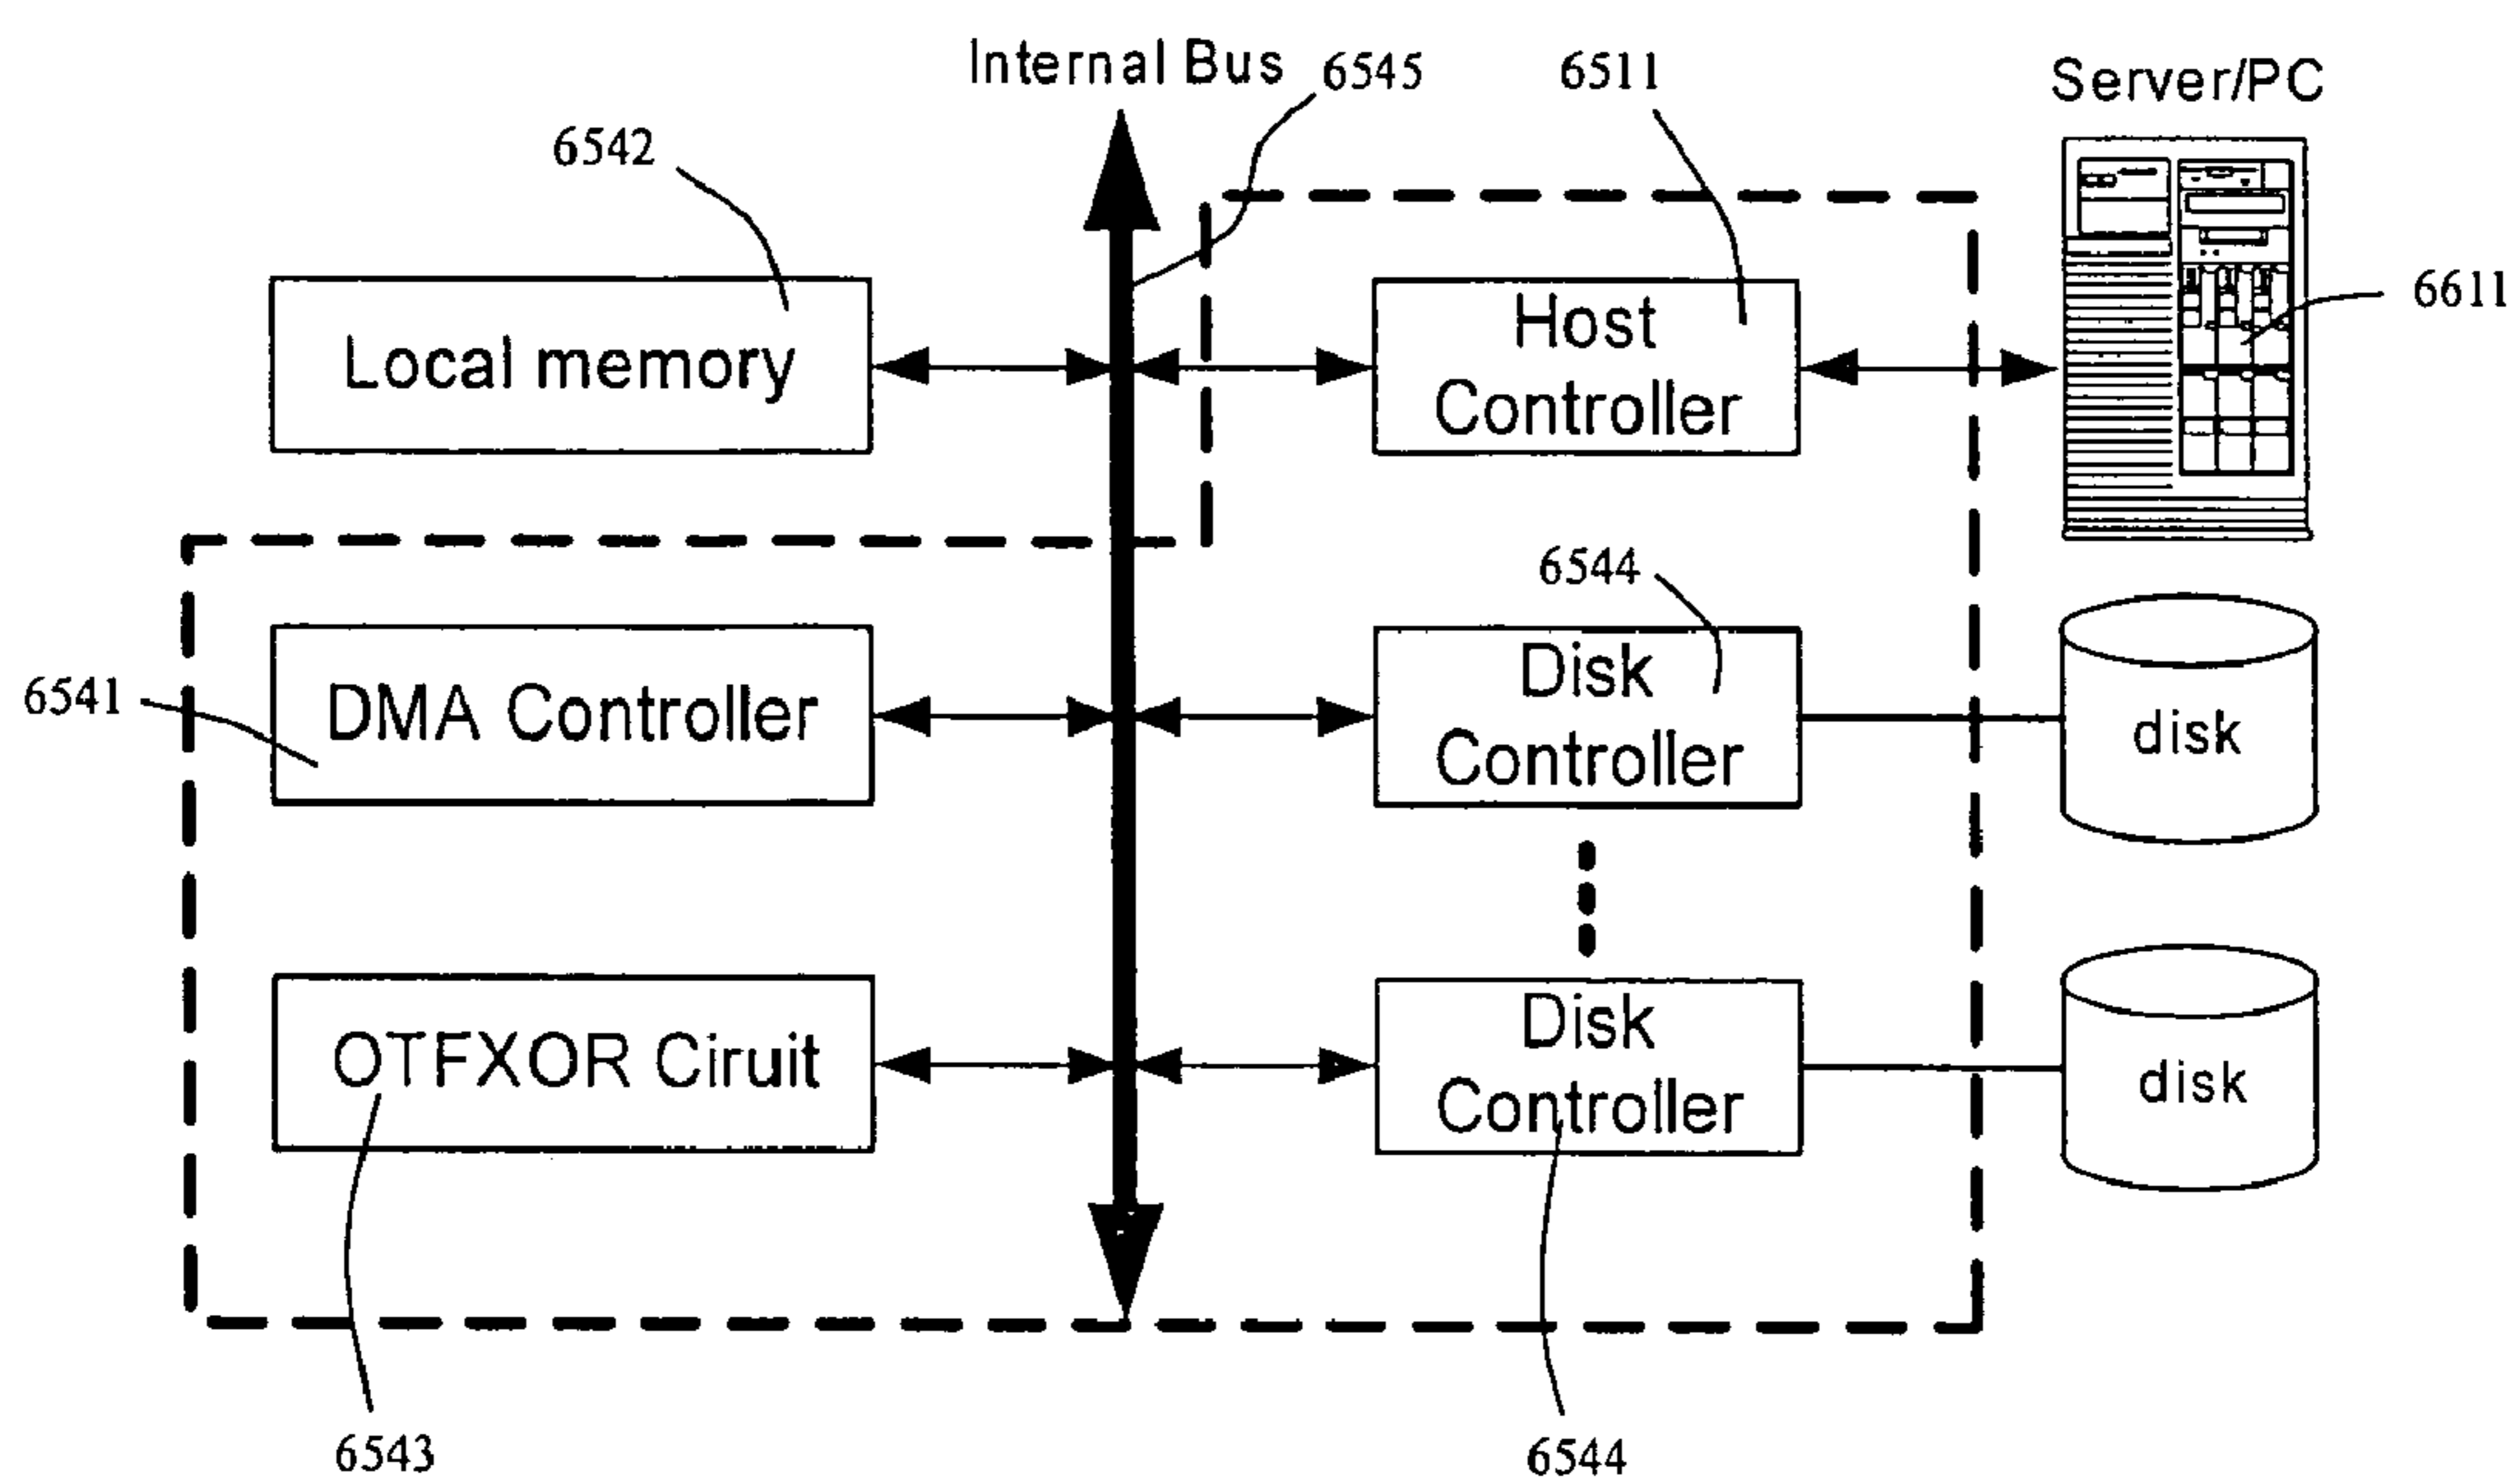 Internal Bus
6545
6511
Server/PC
6542
6611
Local memory
Host
Controller
6544
6541
DMA Controller
Disk
Controller
disk
OTFXOR Ciruit
Disk
Controller
disk
6543
6544